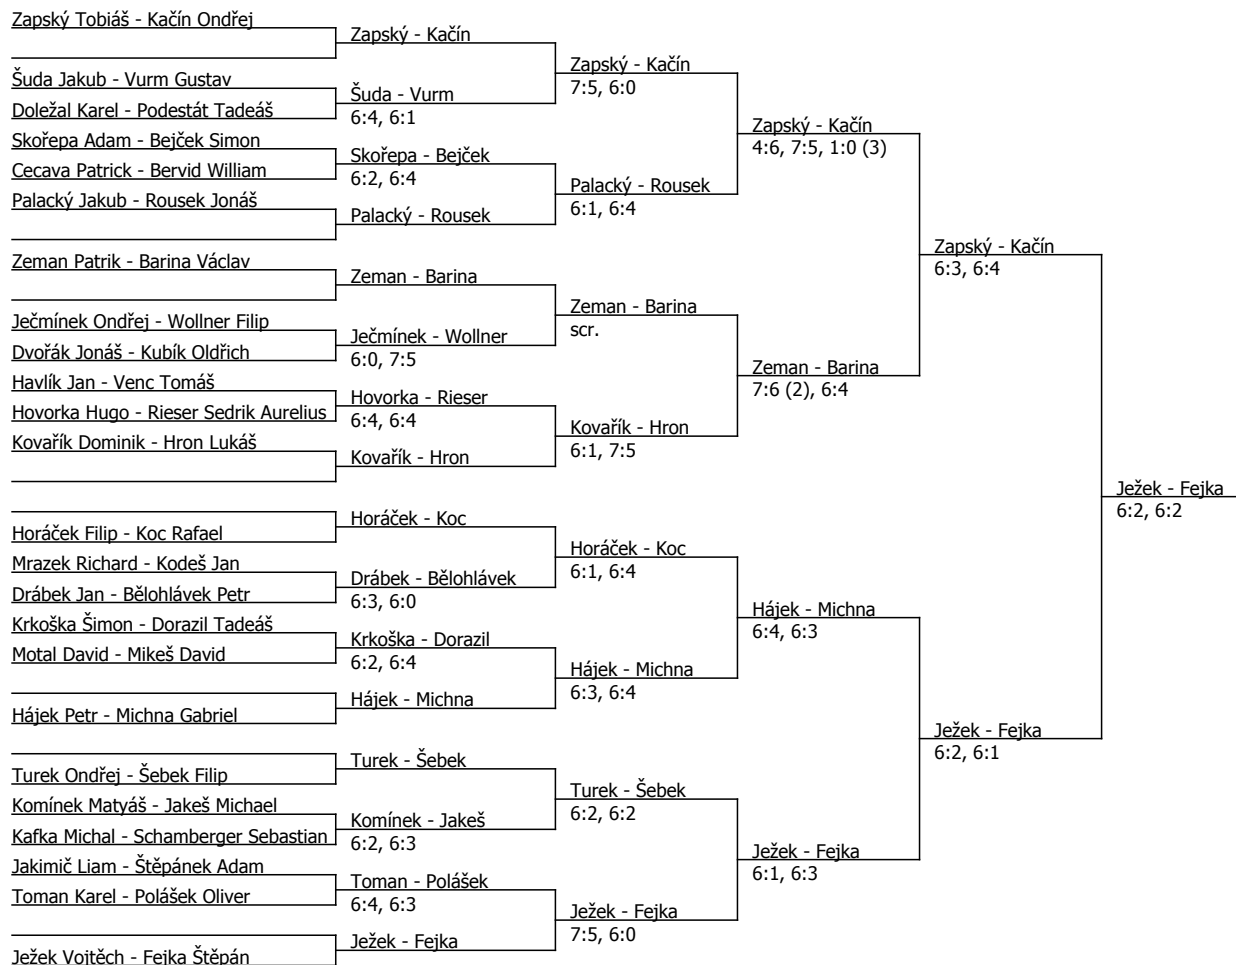 Zapský Tobiáš - Kačín Ondřej
Šuda Jakub - Vurm Gustav
Doležal Karel - Podestát Tadeáš
Skořepa Adam - Bejček Simon
Cecava Patrick - Bervid William
Palacký Jakub - Rousek Jonáš
Zeman Patrik - Barina Václav
Ječmínek Ondřej - Wollner Filip
Dvořák Jonáš - Kubík Oldřich
Havlík Jan - Venc Tomáš
Hovorka Hugo - Rieser Sedrik Aurelius
Kovařík Dominik - Hron Lukáš
Horáček Filip - Koc Rafael
Mrazek Richard - Kodeš Jan
Drábek Jan - Bělohlávek Petr
Krkoška Šimon - Dorazil Tadeáš
Motal David - Mikeš David
Hájek Petr - Michna Gabriel
Turek Ondřej - Šebek Filip
Komínek Matyáš - Jakeš Michael
Kafka Michal - Schamberger Sebastian
Jakimič Liam - Štěpánek Adam
Toman Karel - Polášek Oliver
Ježek Vojtěch - Fejka Štěpán
Zapský - Kačín
Šuda - Vurm
6:4, 6:1
Skořepa - Bejček
6:2, 6:4
Palacký - Rousek
Zeman - Barina
Ječmínek - Wollner
6:0, 7:5
Hovorka - Rieser
6:4, 6:4
Kovařík - Hron
Horáček - Koc
Drábek - Bělohlávek
6:3, 6:0
Krkoška - Dorazil
6:2, 6:4
Hájek - Michna
Turek - Šebek
Komínek - Jakeš
6:2, 6:3
Toman - Polášek
6:4, 6:3
Ježek - Fejka
Zapský - Kačín
7:5, 6:0
Palacký - Rousek
6:1, 6:4
Zeman - Barina
scr.
Kovařík - Hron
6:1, 7:5
Horáček - Koc
6:1, 6:4
Hájek - Michna
6:3, 6:4
Turek - Šebek
6:2, 6:2
Ježek - Fejka
7:5, 6:0
Zapský - Kačín
4:6, 7:5, 1:0 (3)
Zeman - Barina
7:6 (2), 6:4
Hájek - Michna
6:4, 6:3
Ježek - Fejka
6:1, 6:3
Zapský - Kačín
6:3, 6:4
Ježek - Fejka
6:2, 6:1
Ježek - Fejka
6:2, 6:2